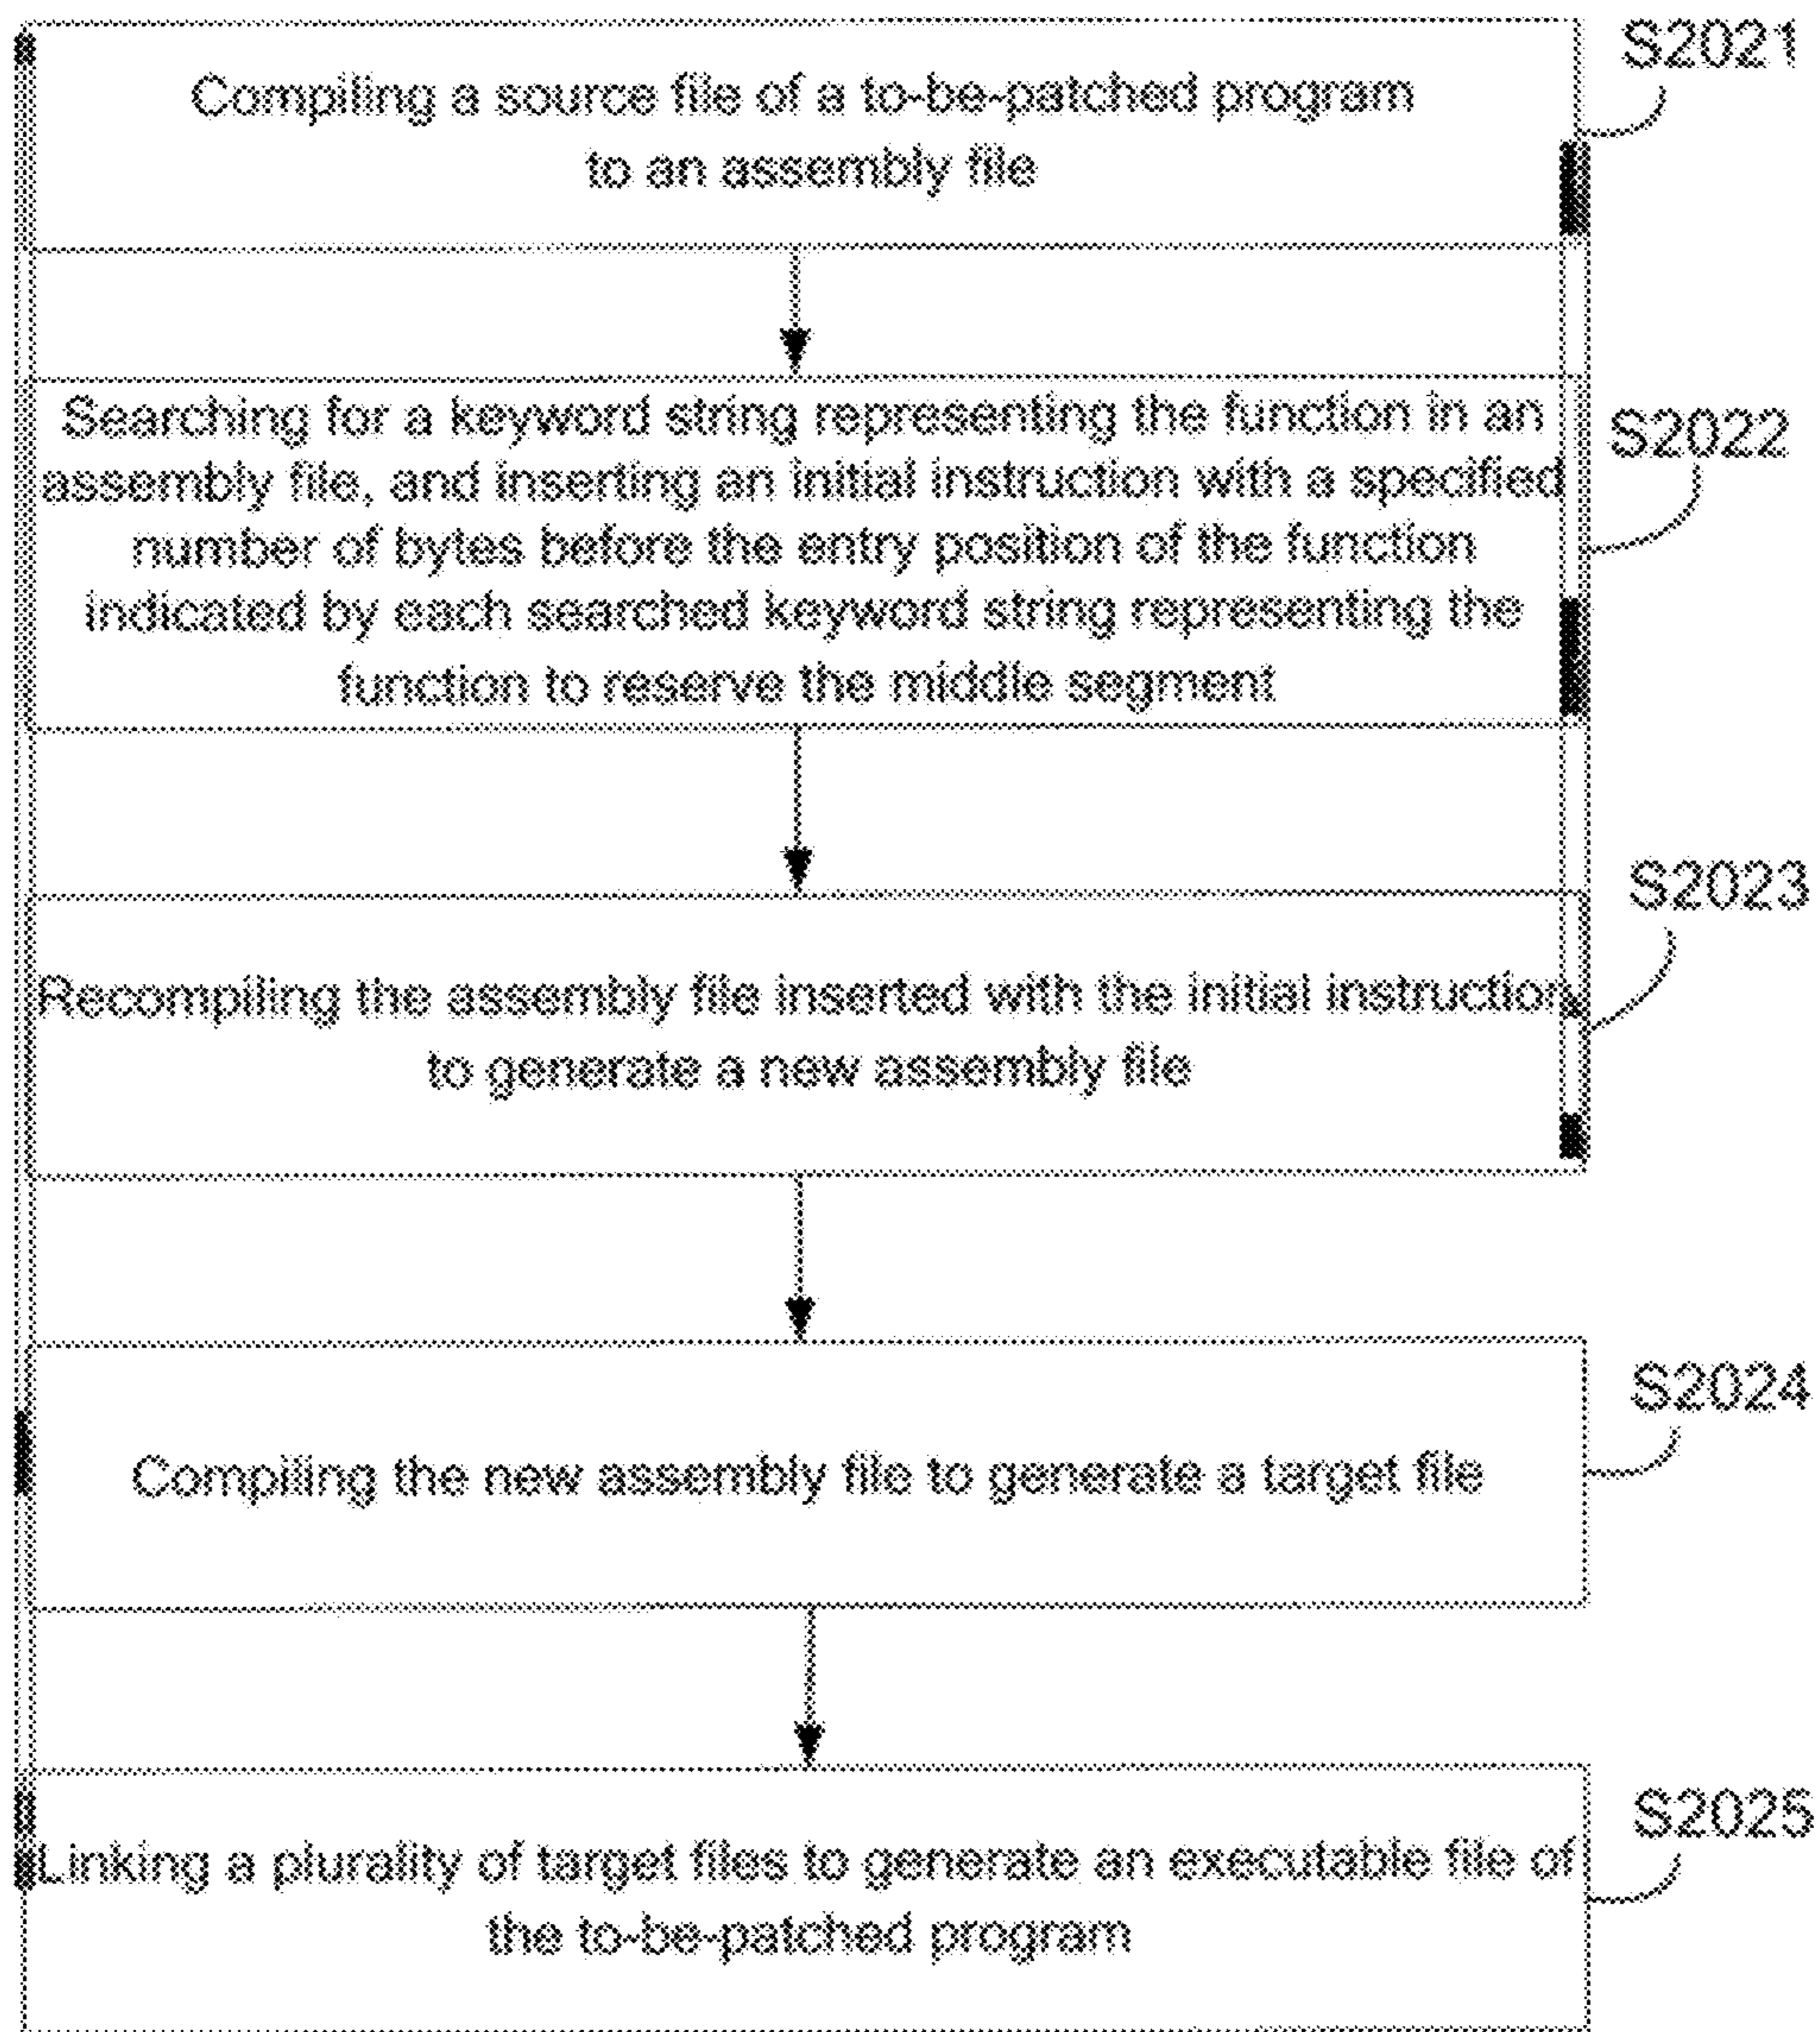 S2021
Compiling a source file of a to-be-patched program
to an assembly file
Searching for a keyword string representing the function in an
S2022
assembly file, and inserting an initial instruction with a specified
number of bytes before the entry position of the function
indicated by each searched keyword string representing the
function to reserve the middle segment
S2023
Recompiling the assembly file inserted with the initial instruction
to generate a new assembly file
S2024
Compiling the new assembly file to generate a target file
S2025
Linking a plurality of target files to generate an executable file of
the to-be-patched program